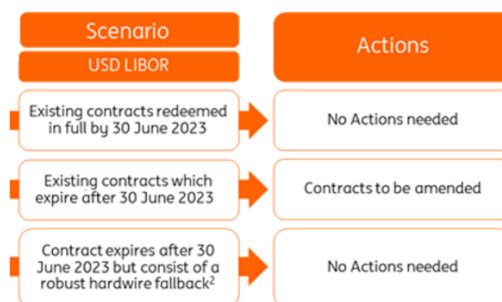 Scenario
Actions
USD LIBOR
Existing contracts redeemed
in full by 30 June 2023
No Actions needed
Existing contracts which
expire after 30 June 2023
Contracts to be amended
Contract expires after 30
June 2023 but consist of a
robust hardwire fallback²
No Actions needed